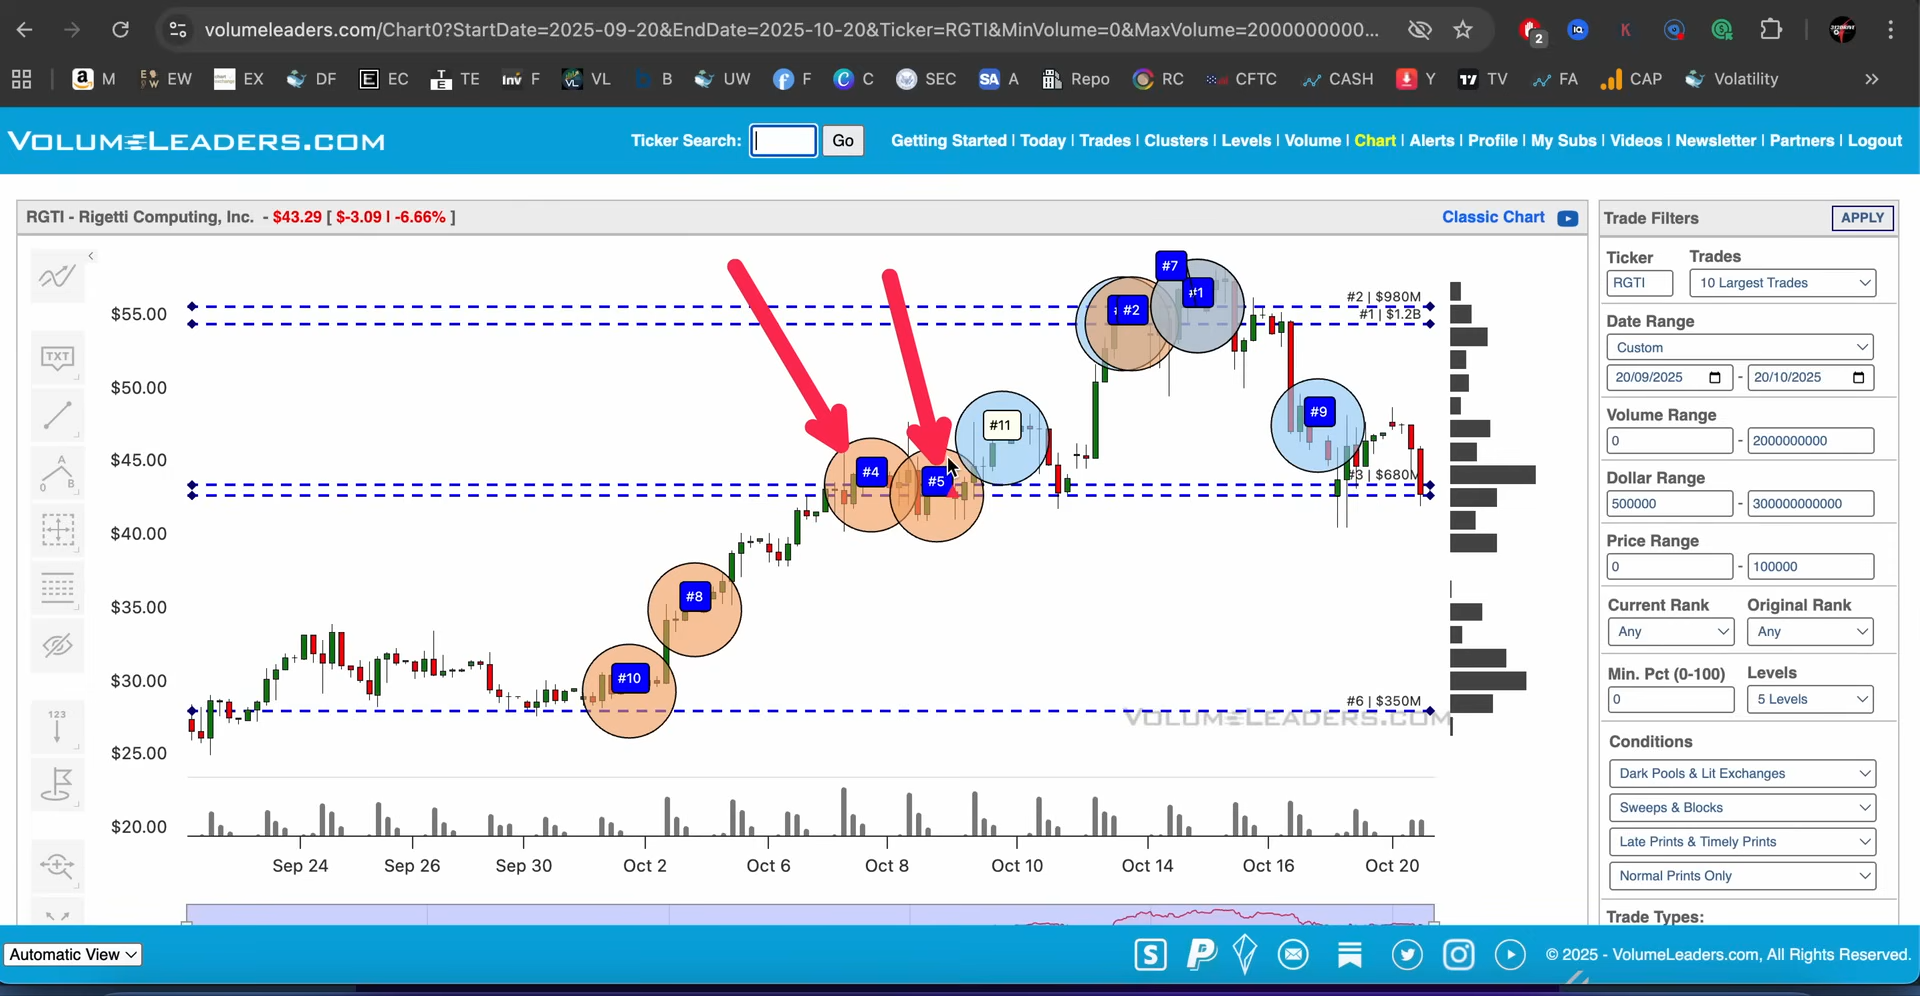 volumeleaders.com/Chart0?StartDate=2025-09-20&EndDate=2025-10-20&Ticker=RGTI&MinVolume=0&MaxVolume=2000000000...
2
IQ
K
M
EW
EX
DF
EC
TE
Inv F
VL
B
UW
F
C
SEC
SA A
Repo
RC
CFTC
CASH
Y
TV
FA
CAP
Volatility
VOLUMELEADERS.COM
Ticker Search:
Go
Getting Started | Today | Trades | Clusters | Levels | Volume | Chart | Alerts | Profile | My Subs | Videos | Newsletter | Partners | Logout
RGTI - Rigetti Computing, Inc. - $43.29 [ $-3.09 | -6.66% ]
Classic Chart
TXT
A
0 B
123
$55.00
$50.00
$45.00
$40.00
$35.00
$30.00
$25.00
$20.00
#7
#1
#2
#2 | $980M
#1 | $1.2B
#9
#11
#4
#5
#3 | $680M
#8
#10
#6 | $350M
VOLUMELEADERS.COM
Sep 24
Sep 26
Sep 30
Oct 2
Oct 6
Oct 8
Oct 10
Oct 14
Oct 16
Oct 20
Trade Filters
APPLY
Ticker
Trades
RGTI
10 Largest Trades
Date Range
Custom
20/09/2025 - 20/10/2025
Volume Range
0 - 2000000000
Dollar Range
500000 - 300000000000
Price Range
0 - 100000
Current Rank
Original Rank
Any
Any
Min. Pct (0-100)
Levels
0
5 Levels
Conditions
Dark Pools & Lit Exchanges
Sweeps & Blocks
Late Prints & Timely Prints
Normal Prints Only
Trade Types:
Automatic View
© 2025 - VolumeLeaders.com, All Rights Reserved.